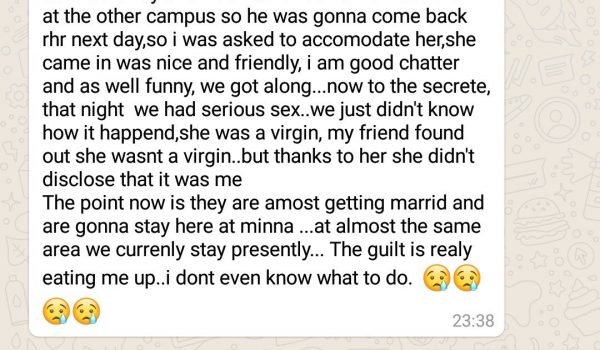 at the other campus so he was gonna come back
rhr next day,so i was asked to accomodate her,she
came in was nice and friendly, i am good chatter
and as well funny, we got along...now to the secrete,
that night  we had serious sex..we just didn't know
how it happend,she was a virgin, my friend found
out she wasnt a virgin..but thanks to her she didn't
disclose that it was me
The point now is they are amost getting marrid and
are gonna stay here at minna ...at almost the same
area we currenly stay presently... The guilt is realy
eating me up..i dont even know what to do. 😢😢
😢😢
23:38